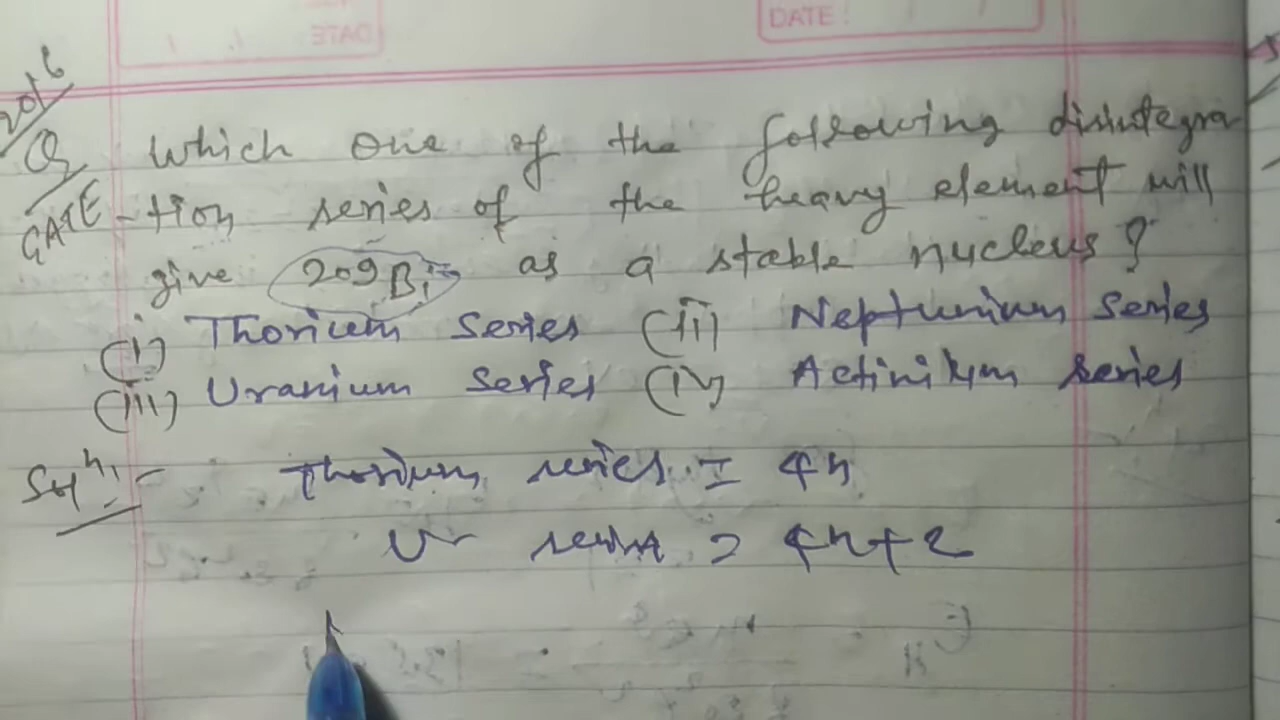 DATE :
DATE
2016
Q Which one of the following disintegra
GATE -tion series of the heavy element will
give 209Bi as a stable nucleus ?
(i) Thorium Series (ii) Neptunium Series
(iii) Uranium Series (iv) Actinium series
Solⁿ:- Thorium series = 4n
Ur series = 4n+2